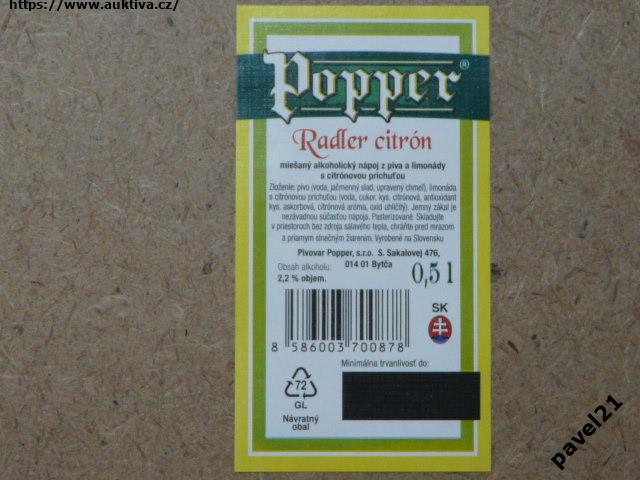 https://www.auktiva.cz/
Popper®
Radler citrón
miešaný alkoholický nápoj z piva a limonády
s citrónovou príchuťou
Zloženie: pivo (voda, jačmenný slad, upravený chmeľ), limonáda
s citrónovou príchuťou (voda, cukor, kys. citrónová, antioxidant
kys. askorbová, citrónová aróma, oxid uhličitý). Jemný zákal je
nezávadnou súčasťou nápoja. Pasterizované. Skladujte
v priestoroch bez zdroja sálavého tepla, chráňte pred mrazom
a priamym slnečným žiarením. Vyrobené na Slovensku
Pivovar Popper, s.r.o. S. Sakalovej 476,
014 01 Bytča
Obsah alkoholu:
2,2 % objem.
0,5 l
SK
8 586003 700878
Minimálna trvanlivosť do:
72
GL
Návratný
obal
pavel21